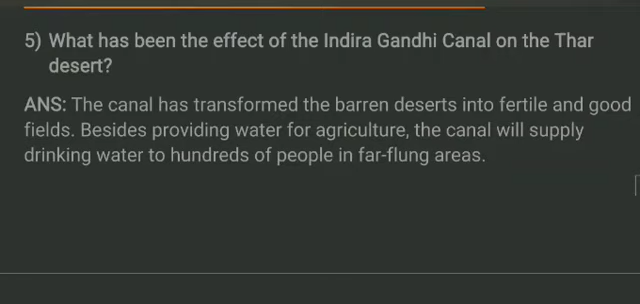 5) What has been the effect of the Indira Gandhi Canal on the Thar
desert?
ANS: The canal has transformed the barren deserts into fertile and good
fields. Besides providing water for agriculture, the canal will supply
drinking water to hundreds of people in far-flung areas.